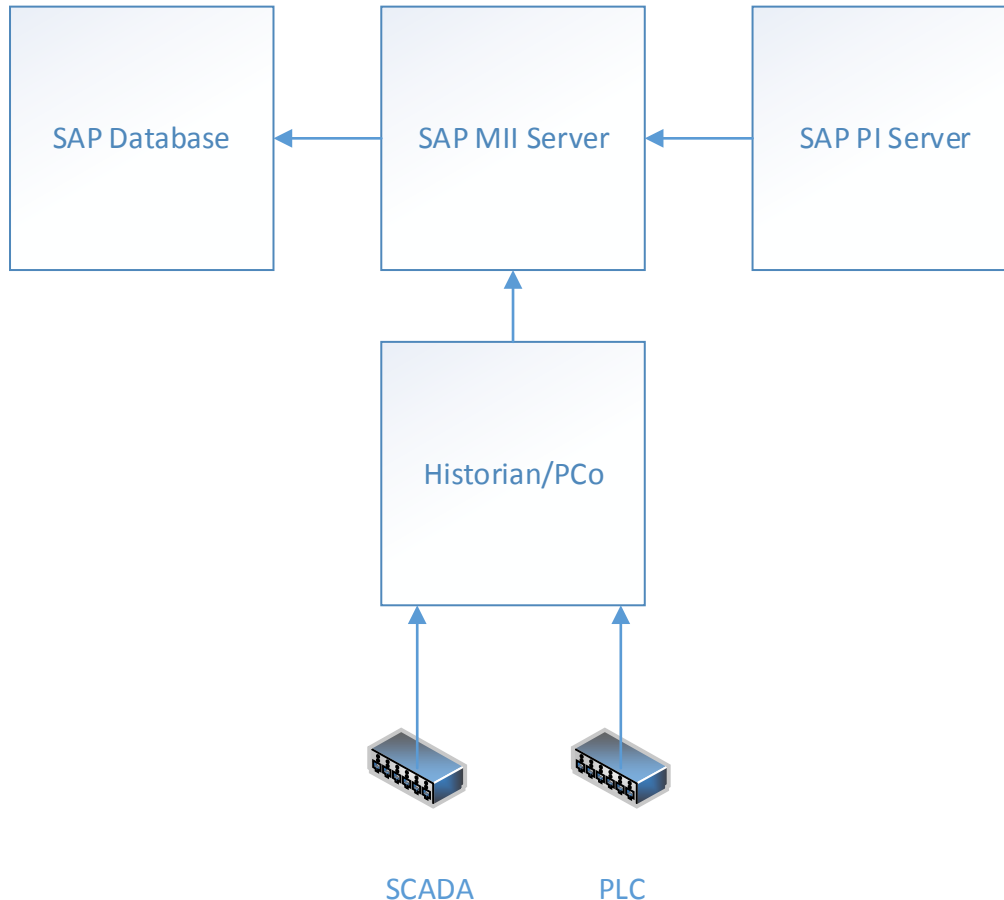 SAP Database
SAP MII Server
SAP PI Server
Historian/PCo
SCADA
PLC